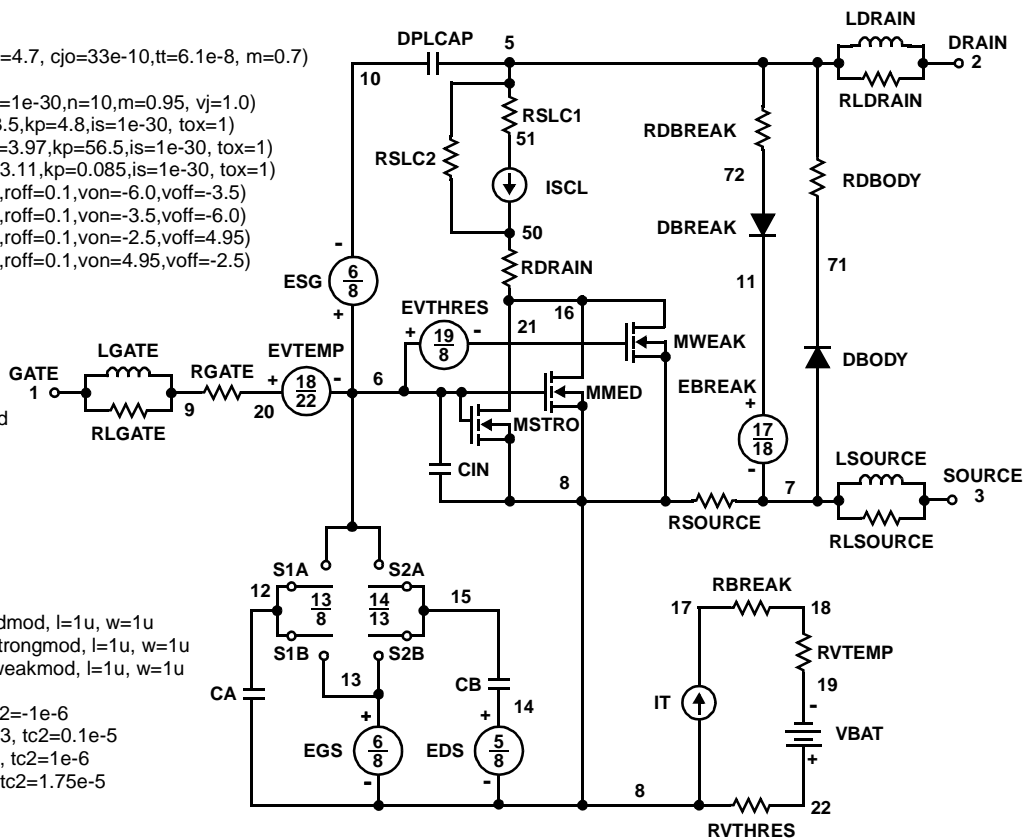 =4.7, cjo=33e-10,tt=6.1e-8, m=0.7)
=1e-30,n=10,m=0.95, vj=1.0)
3.5,kp=4.8,is=1e-30, tox=1)
=3.97,kp=56.5,is=1e-30, tox=1)
3.11,kp=0.085,is=1e-30, tox=1)
,roff=0.1,von=-6.0,voff=-3.5)
,roff=0.1,von=-3.5,voff=-6.0)
,roff=0.1,von=-2.5,voff=4.95)
,roff=0.1,von=4.95,voff=-2.5)
d
dmod, l=1u, w=1u
trongmod, l=1u, w=1u
weakmod, l=1u, w=1u
2=-1e-6
3, tc2=0.1e-5
, tc2=1e-6
tc2=1.75e-5
LDRAIN
DPLCAP
5
DRAIN
2
10
RLDRAIN
RSLC1
51
RDBREAK
RSLC2
72
RDBODY
ISCL
DBREAK
50
-
RDRAIN
71
ESG
6
8
+
11
EVTHRES
16
21
+
19
8
-
MWEAK
LGATE
EVTEMP
DBODY
GATE
1
RGATE
+
18
22
-
6
EBREAK
+
MMED
9
20
MSTRO
RLGATE
17
18
-
CIN
LSOURCE
8
7
SOURCE
3
RSOURCE
RLSOURCE
S1A
S2A
12
13
8
14
13
15
RBREAK
17
18
S1B
S2B
RVTEMP
13
CB
19
CA
14
IT
-
VBAT
+
+
EGS
6
8
-
+
EDS
5
8
-
8
22
RVTHRES